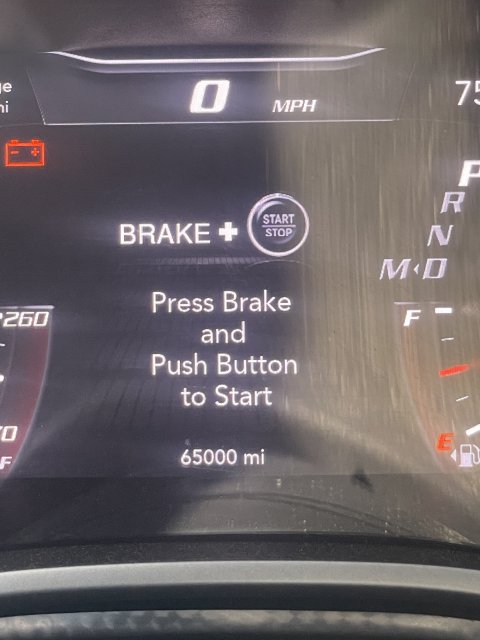 0 MPH
75
P
R
BRAKE + START STOP
N
M D
Press Brake
and
Push Button
to Start
260
F
65000 mi
E
F